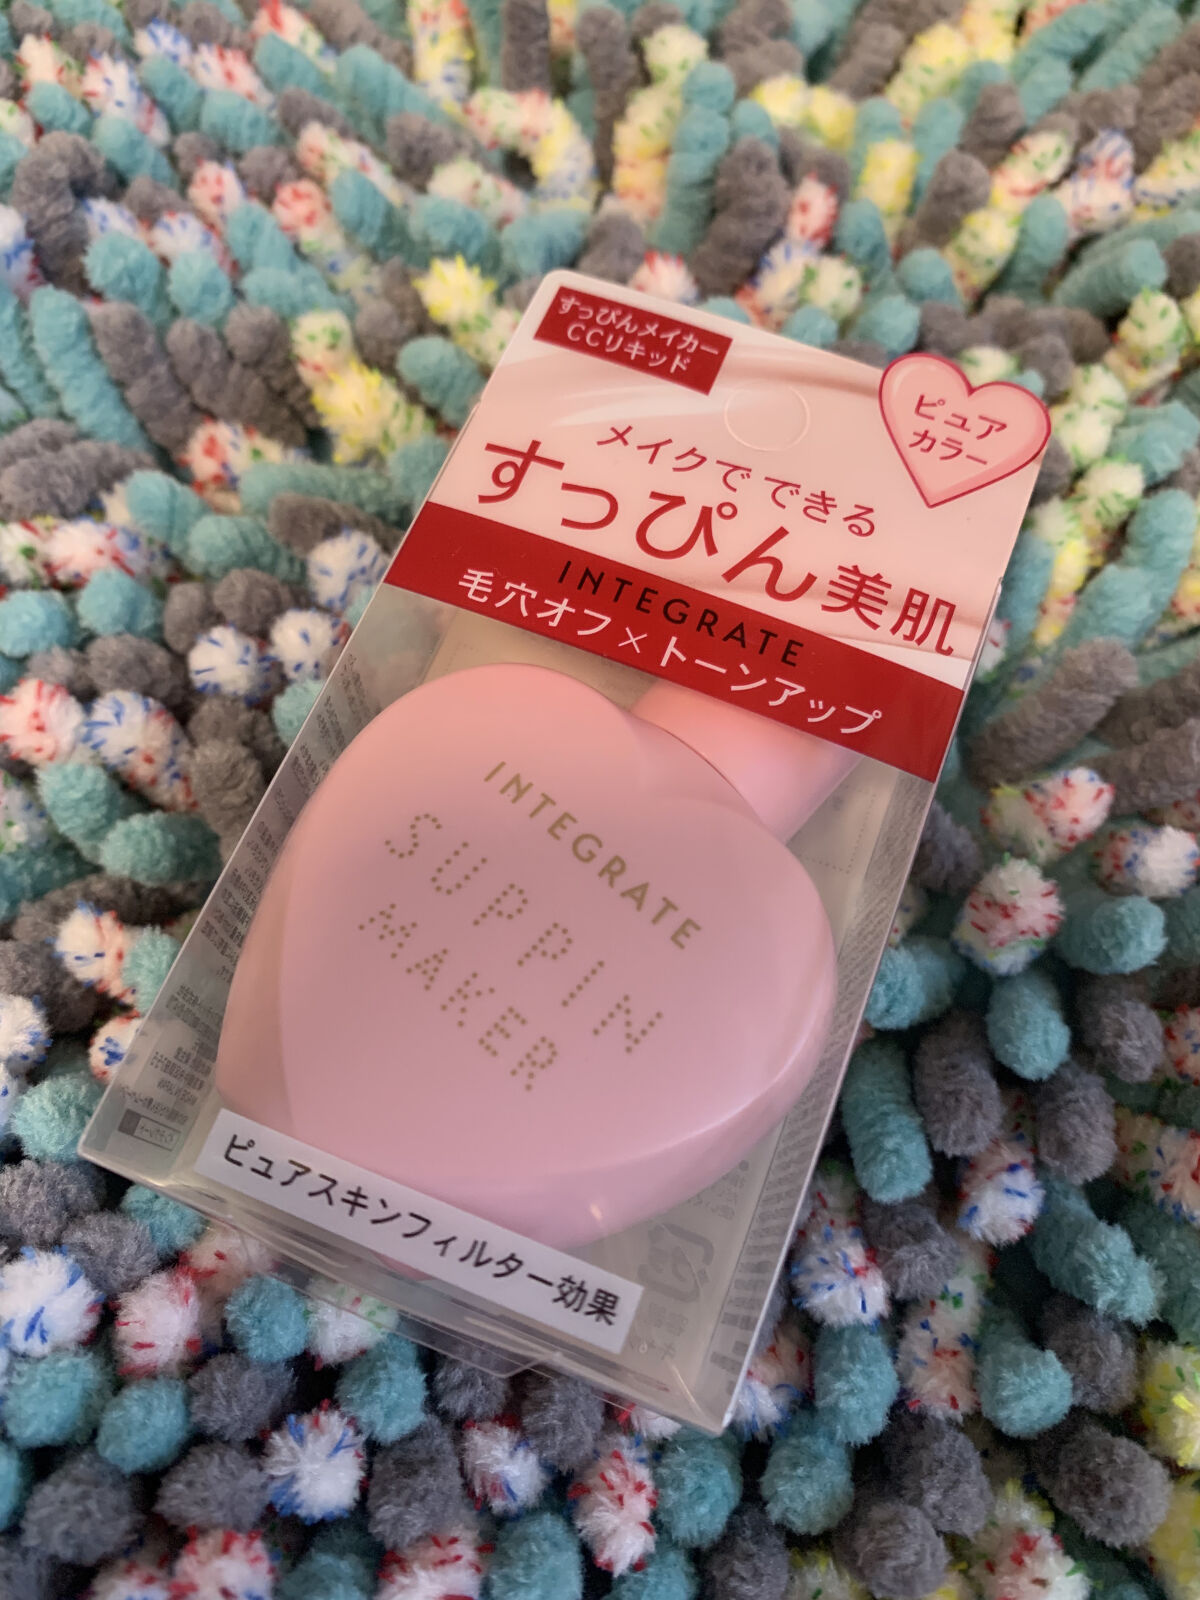 すっぴんメイカー
CCリキッド
ピュア
カラー
メイクでできる
すっぴん美肌
INTEGRATE
毛穴オフ×トーンアップ
INTEGRATE
SUPPIN
MAKER
ピュアスキンフィルター効果